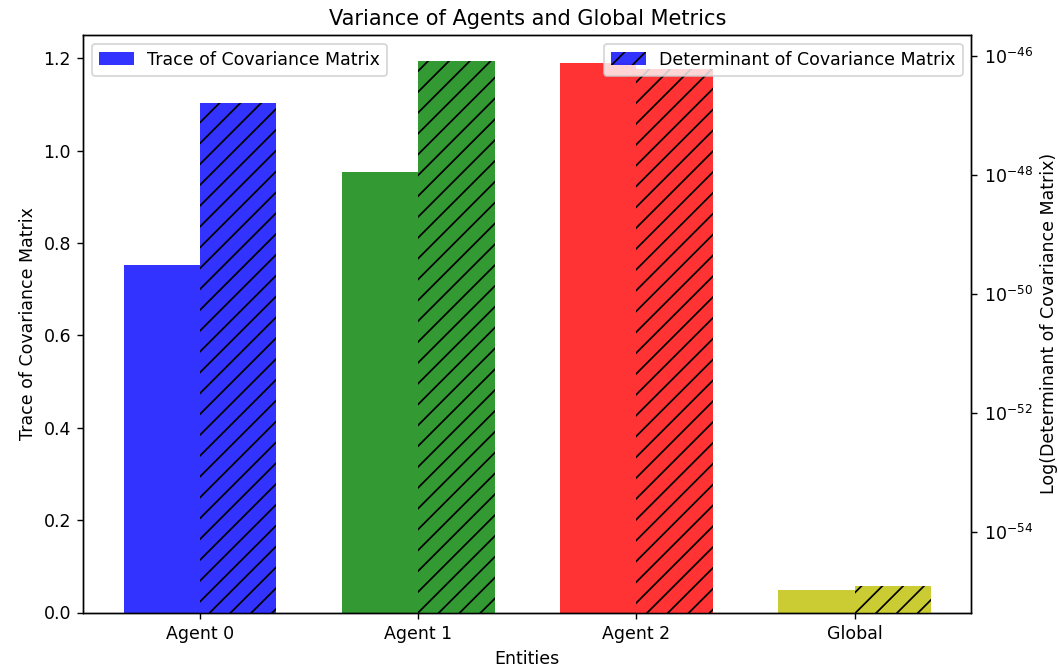 Variance of Agents and Global Metrics
Trace of Covariance Matrix
Determinant of Covariance Matrix
Trace of Covariance Matrix
1.2
1.0
0.8
0.6
0.4
0.2
0.0
10⁻⁴⁶
10⁻⁴⁸
10⁻⁵⁰
10⁻⁵²
10⁻⁵⁴
Log(Determinant of Covariance Matrix)
Agent 0
Agent 1
Agent 2
Global
Entities